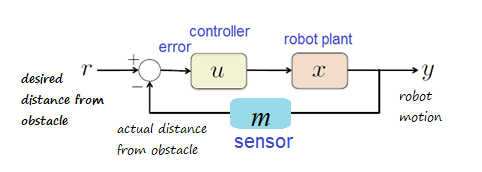 controller
robot plant
error
r
+
−
u
x
y
desired
distance from
obstacle
actual distance
from obstacle
m
sensor
robot
motion